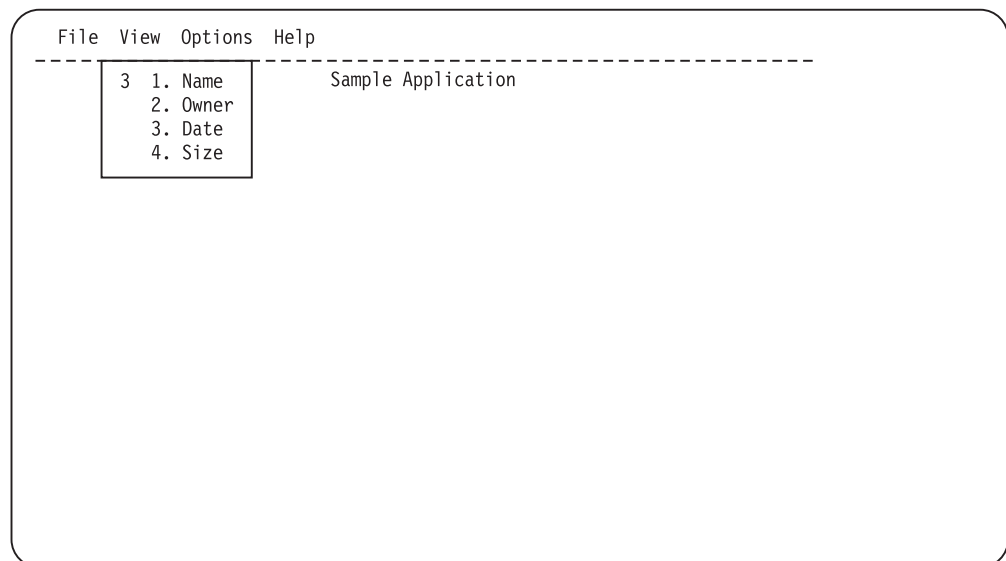 File View Options Help
3 1. Name Sample Application
2. Owner
3. Date
4. Size